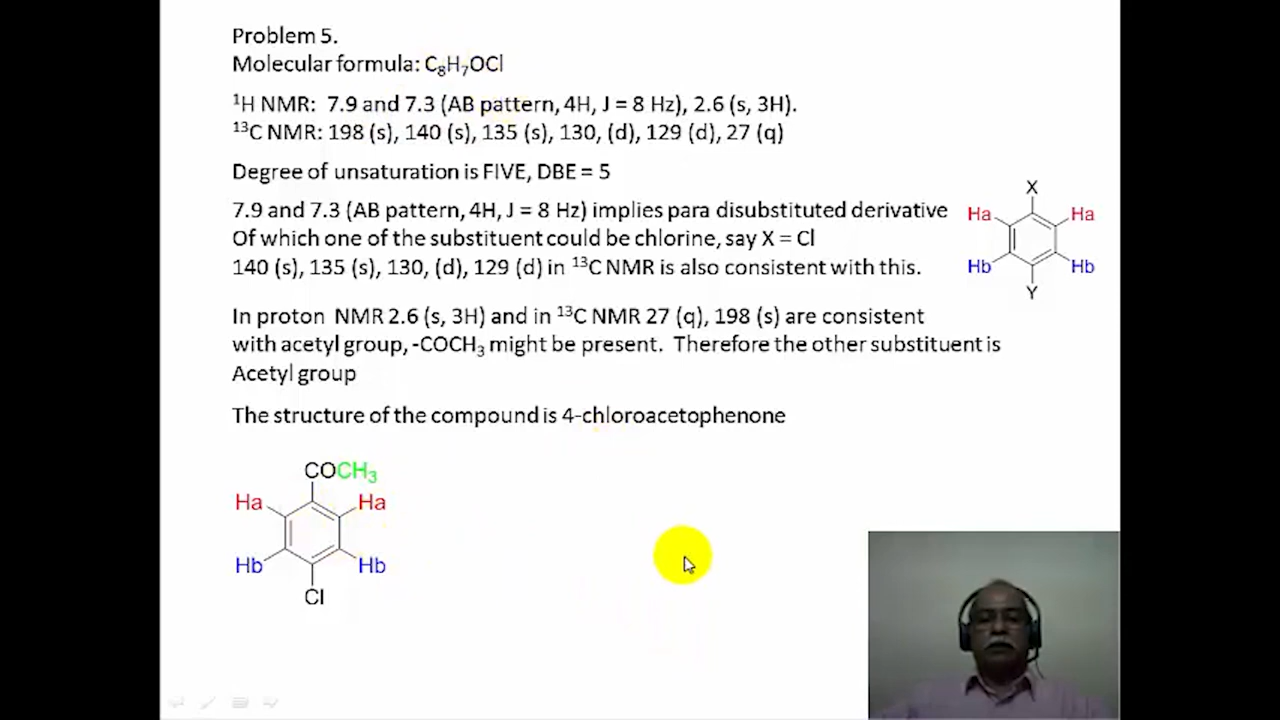 Problem 5.
Molecular formula: C₈H₇OCl
¹H NMR:  7.9 and 7.3 (AB pattern, 4H, J = 8 Hz), 2.6 (s, 3H).
¹³C NMR: 198 (s), 140 (s), 135 (s), 130, (d), 129 (d), 27 (q)
Degree of unsaturation is FIVE, DBE = 5
7.9 and 7.3 (AB pattern, 4H, J = 8 Hz) implies para disubstituted derivative
Of which one of the substituent could be chlorine, say X = Cl
140 (s), 135 (s), 130, (d), 129 (d) in ¹³C NMR is also consistent with this.
X
Ha Ha
Hb Hb
Y
In proton  NMR 2.6 (s, 3H) and in ¹³C NMR 27 (q), 198 (s) are consistent
with acetyl group, -COCH₃ might be present.  Therefore the other substituent is
Acetyl group
The structure of the compound is 4-chloroacetophenone
COCH₃
Ha Ha
Hb Hb
Cl